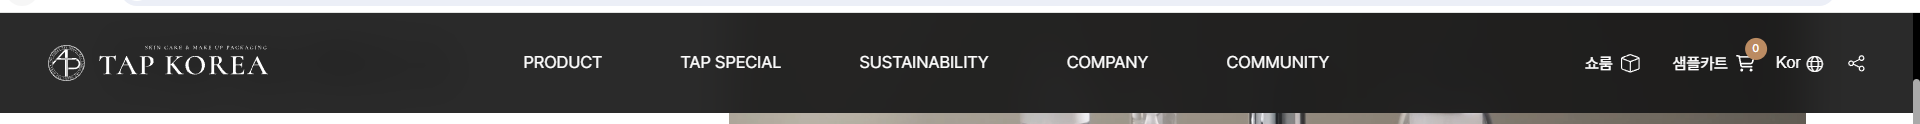 SKIN CARE & MAKE UP PACKAGING
TAP KOREA
PRODUCT TAP SPECIAL SUSTAINABILITY COMPANY COMMUNITY 쇼룸 샘플카트 0 Kor